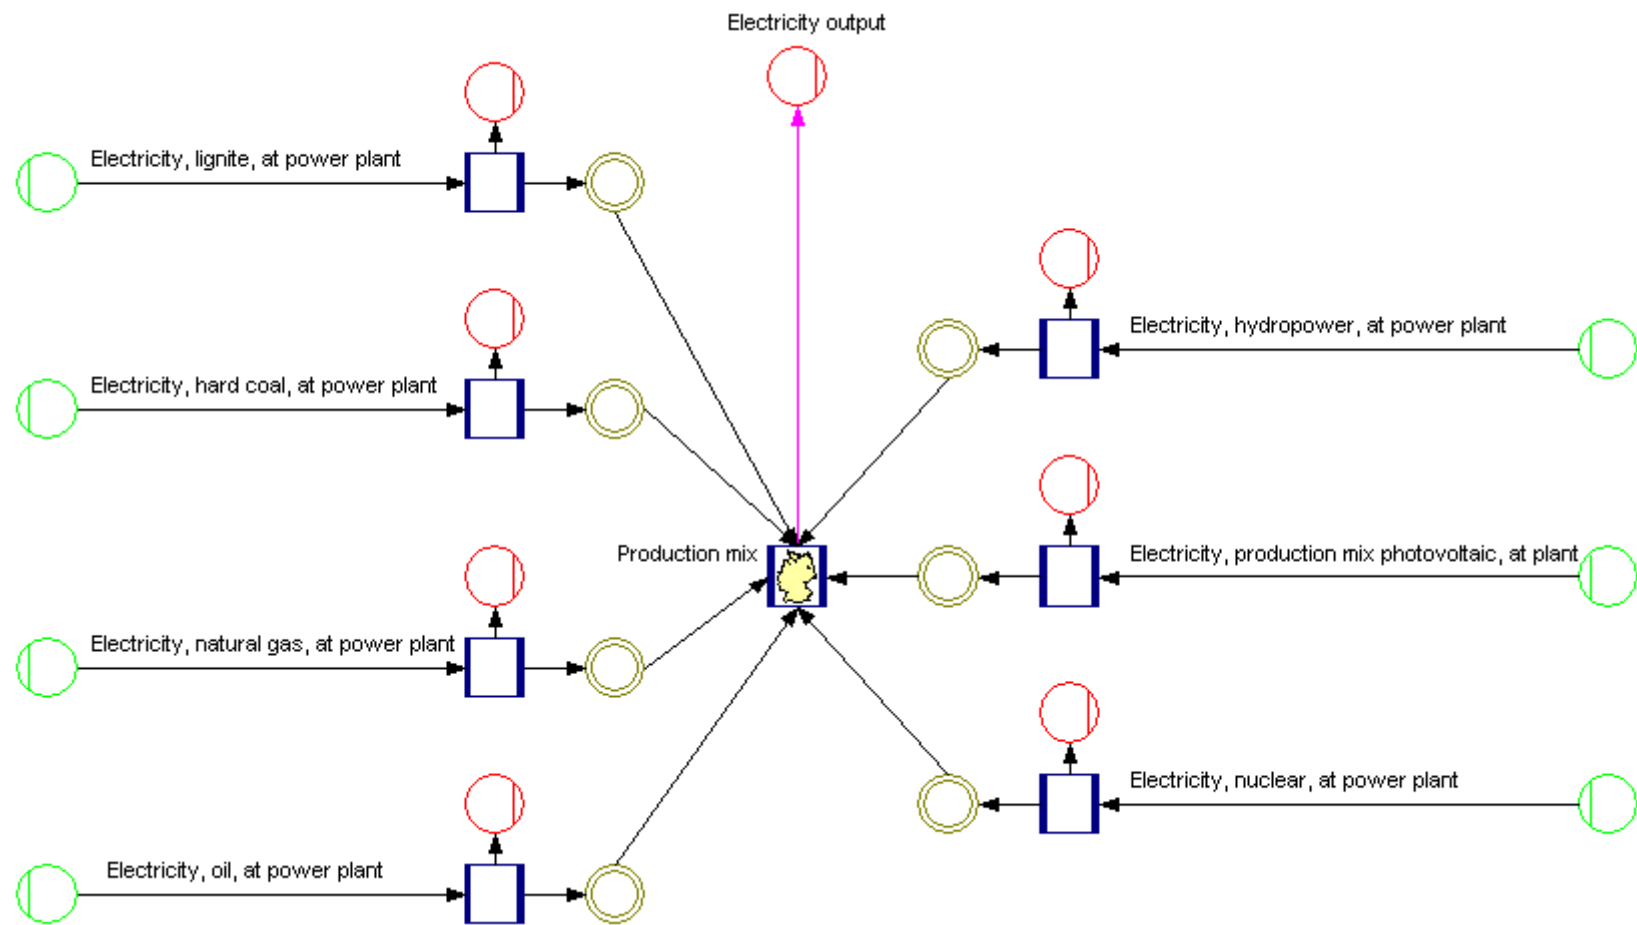 Electricity output
Electricity, lignite, at power plant
Electricity, hydropower, at power plant
Electricity, hard coal, at power plant
Production mix
Electricity, production mix photovoltaic, at plant
Electricity, natural gas, at power plant
Electricity, nuclear, at power plant
Electricity, oil, at power plant